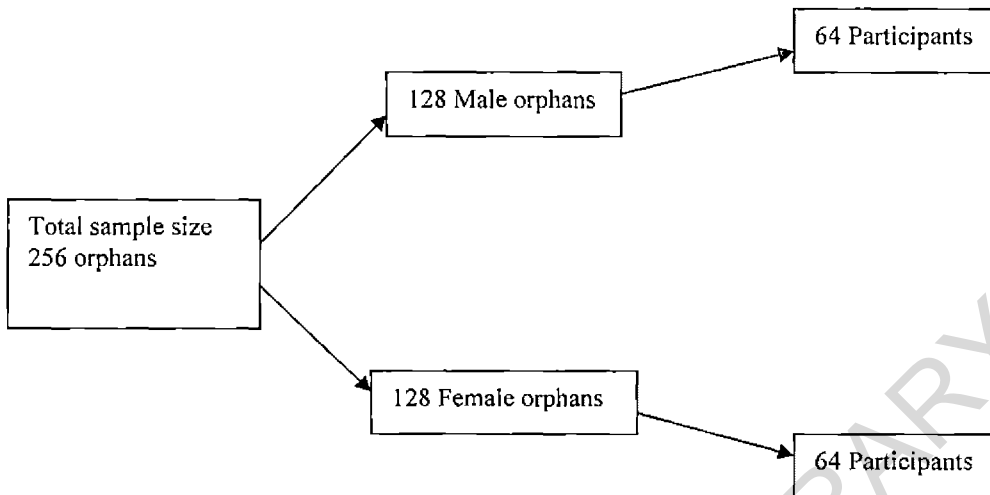 64 Participants
128 Male orphans
Total sample size
256 orphans
128 Female orphans
64 Participants